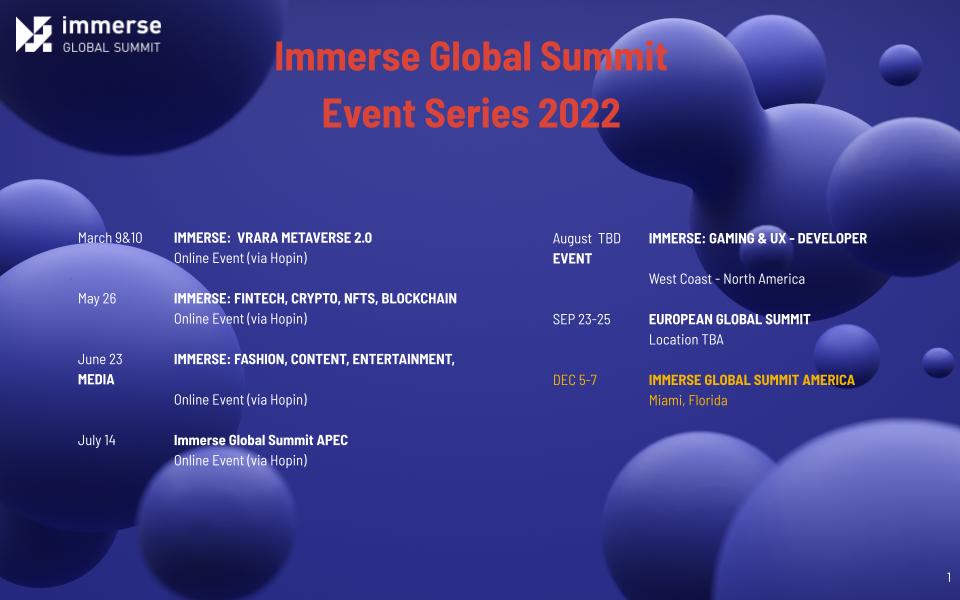 immerse
GLOBAL SUMMIT
Immerse Global Summit
Event Series 2022
March 9&10 IMMERSE: VRARA METAVERSE 2.0
Online Event (via Hopin)
May 26 IMMERSE: FINTECH, CRYPTO, NFTS, BLOCKCHAIN
Online Event (via Hopin)
June 23 IMMERSE: FASHION, CONTENT, ENTERTAINMENT,
MEDIA
Online Event (via Hopin)
July 14 Immerse Global Summit APEC
Online Event (via Hopin)
August TBD IMMERSE: GAMING & UX - DEVELOPER
EVENT
West Coast - North America
SEP 23-25 EUROPEAN GLOBAL SUMMIT
Location TBA
DEC 5-7 IMMERSE GLOBAL SUMMIT AMERICA
Miami, Florida
1